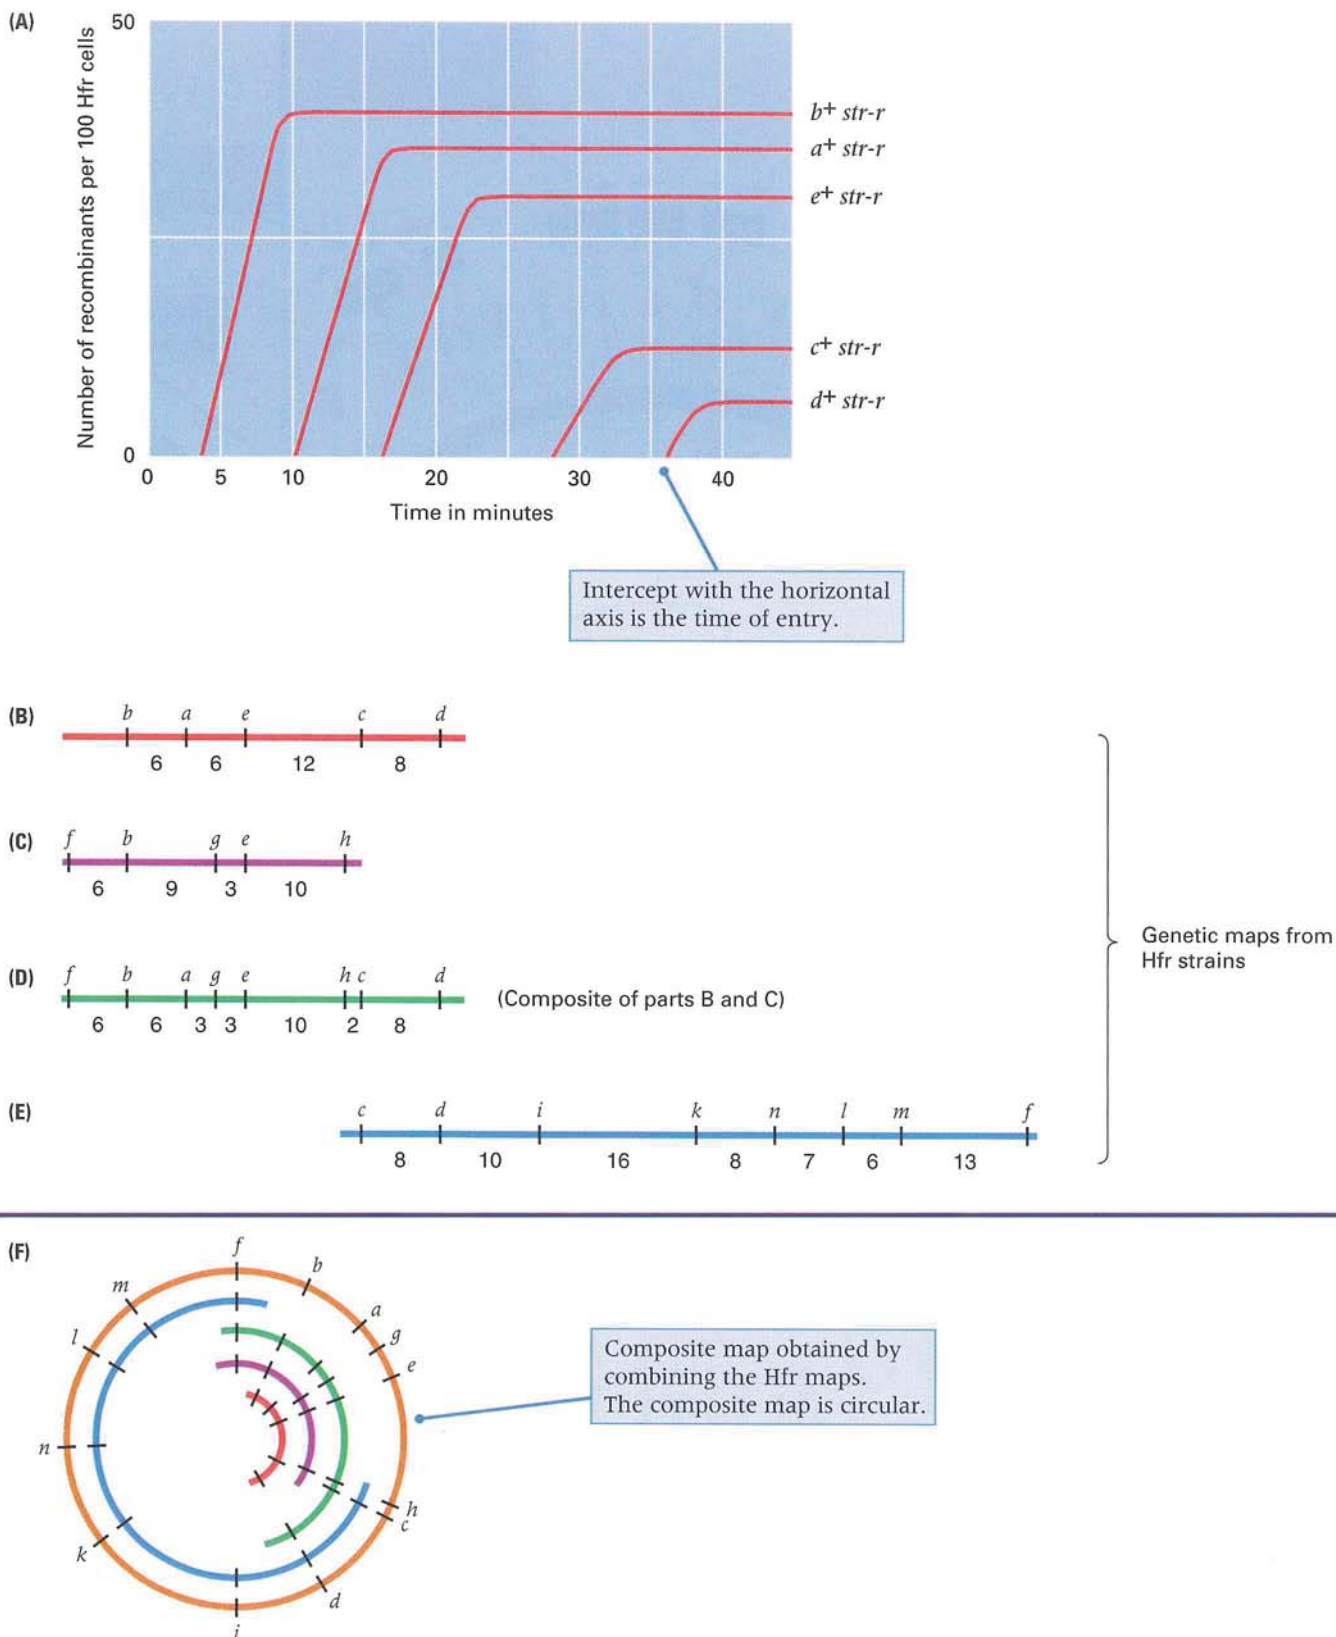 (A)
50
Number of recombinants per 100 Hfr cells
b+ str-r
a+ str-r
e+ str-r
c+ str-r
d+ str-r
0
0 5 10 20 30 40
Time in minutes
Intercept with the horizontal
axis is the time of entry.
(B)
b a e c d
6 6 12 8
(C)
f b g e h
6 9 3 10
(D)
f b a g e h c d
6 6 3 3 10 2 8
(Composite of parts B and C)
(E)
c d i k n l m f
8 10 16 8 7 6 13
Genetic maps from
Hfr strains
(F)
f
b
m
a
l
g
e
n
h
c
k
d
i
Composite map obtained by
combining the Hfr maps.
The composite map is circular.